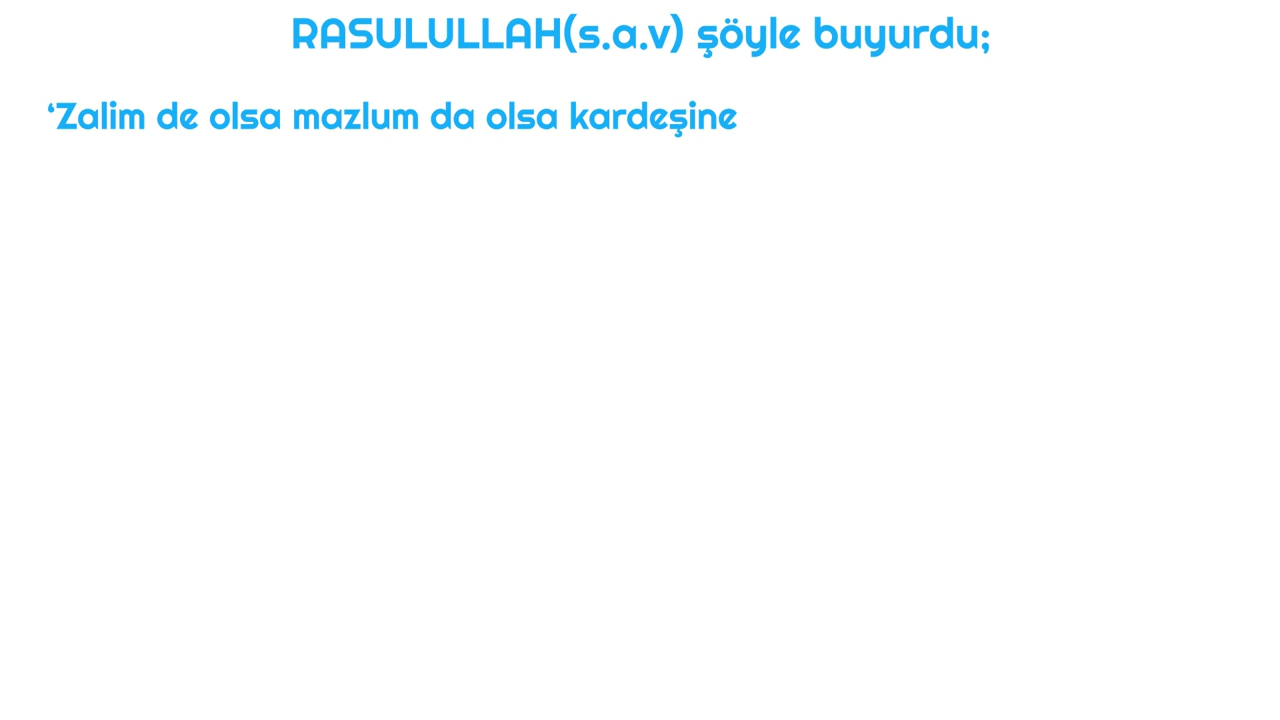 RASULULLAH(s.a.v) şöyle buyurdu;
‘Zalim de olsa mazlum da olsa kardeşine